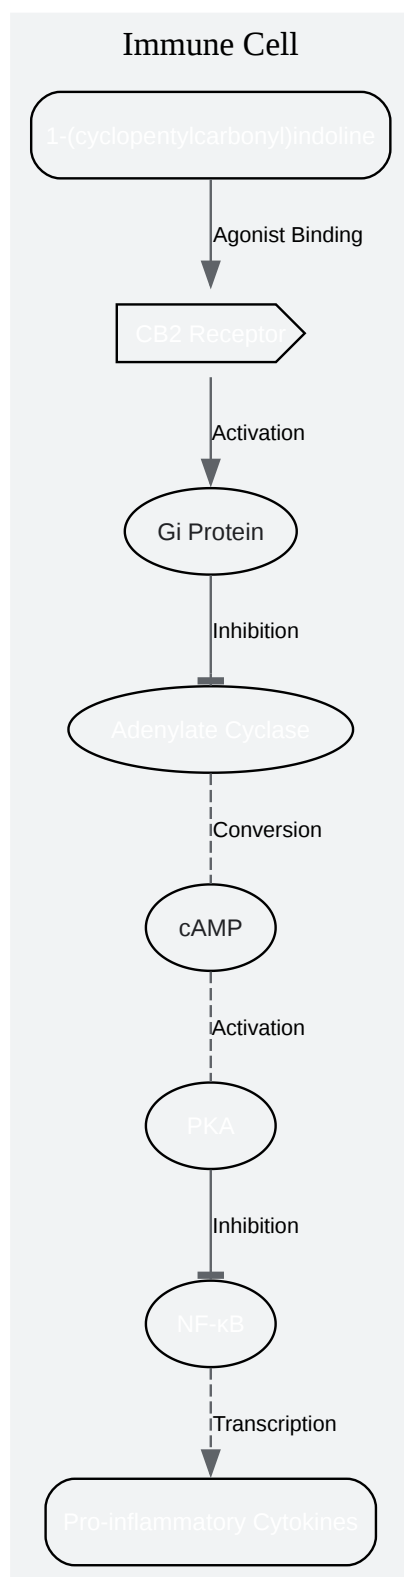 Immune Cell
1-(cyclopentylcarbonyl)indoline
Agonist Binding
CB2 Receptor
Activation
Gi Protein
Inhibition
Adenylate Cyclase
Conversion
cAMP
Activation
PKA
Inhibition
NF-κB
Transcription
Pro-inflammatory Cytokines